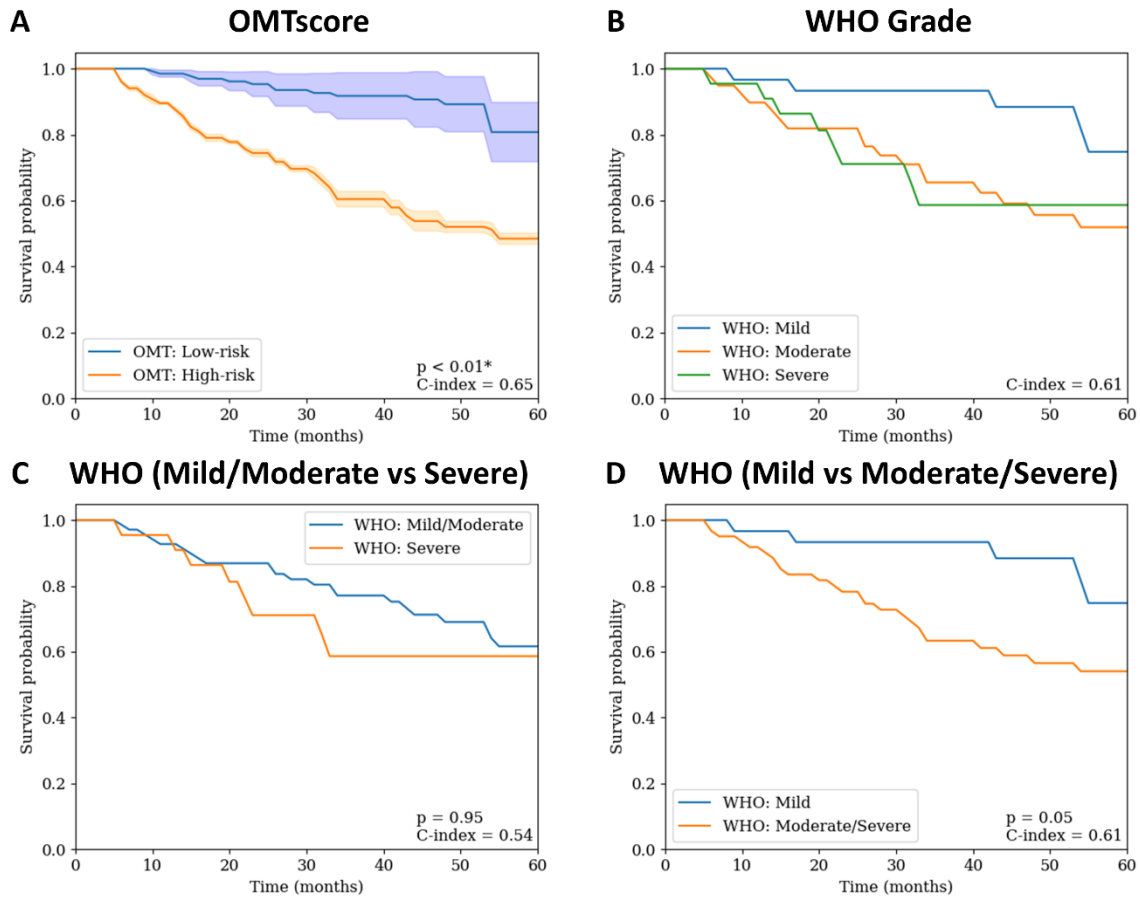 A OMTscore
1.0
0.8
0.6
0.4
0.2
0.0
Survival probability
OMT: Low-risk
OMT: High-risk
p < 0.01*
C-index = 0.65
0 10 20 30 40 50 60
Time (months)
B WHO Grade
1.0
0.8
0.6
0.4
0.2
0.0
Survival probability
WHO: Mild
WHO: Moderate
WHO: Severe
C-index = 0.61
0 10 20 30 40 50 60
Time (months)
C WHO (Mild/Moderate vs Severe)
1.0
0.8
0.6
0.4
0.2
0.0
Survival probability
WHO: Mild/Moderate
WHO: Severe
p = 0.95
C-index = 0.54
0 10 20 30 40 50 60
Time (months)
D WHO (Mild vs Moderate/Severe)
1.0
0.8
0.6
0.4
0.2
0.0
Survival probability
WHO: Mild
WHO: Moderate/Severe
p = 0.05
C-index = 0.61
0 10 20 30 40 50 60
Time (months)